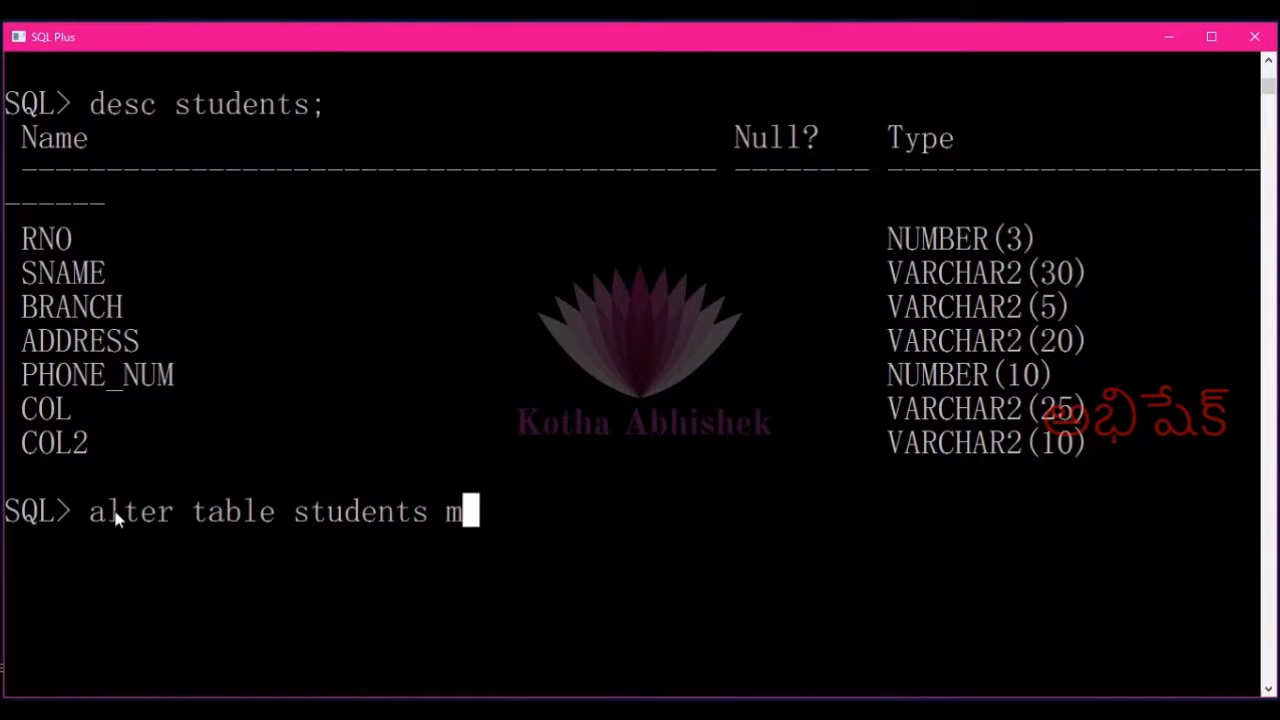 SQL Plus
SQL> desc students;
Name Null? Type
----------------------------------------- -------- ----------------------
------
RNO NUMBER(3)
SNAME VARCHAR2(30)
BRANCH VARCHAR2(5)
ADDRESS VARCHAR2(20)
PHONE_NUM NUMBER(10)
COL VARCHAR2(25)
COL2 VARCHAR2(10)
Kotha Abhishek
అభిషేక్
SQL> alter table students m